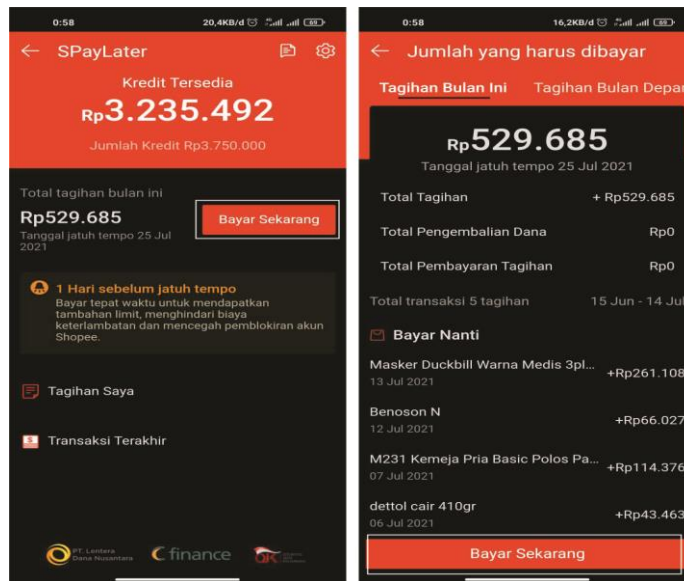 0:58
20,4KB/d
69
SPayLater
Kredit Tersedia
Rp3.235.492
Jumlah Kredit Rp3.750.000
Total tagihan bulan ini
Rp529.685
Bayar Sekarang
Tanggal jatuh tempo 25 Jul
2021
1 Hari sebelum jatuh tempo
Bayar tepat waktu untuk mendapatkan
tambahan limit, menghindari biaya
keterlambatan dan mencegah pemblokiran akun
Shopee.
Tagihan Saya
Transaksi Terakhir
PT. Lentera
Dana Nusantara
Cfinance
0:58
16,2KB/d
69
Jumlah yang harus dibayar
Tagihan Bulan Ini
Tagihan Bulan Depan
Rp529.685
Tanggal jatuh tempo 25 Jul 2021
Total Tagihan + Rp529.685
Total Pengembalian Dana Rp0
Total Pembayaran Tagihan Rp0
Total transaksi 5 tagihan 15 Jun - 14 Jul
Bayar Nanti
Masker Duckbill Warna Medis 3pl... +Rp261.108
13 Jul 2021
Benoson N +Rp66.027
12 Jul 2021
M231 Kemeja Pria Basic Polos Pa... +Rp114.376
07 Jul 2021
dettol cair 410gr +Rp43.463
06 Jul 2021
Bayar Sekarang